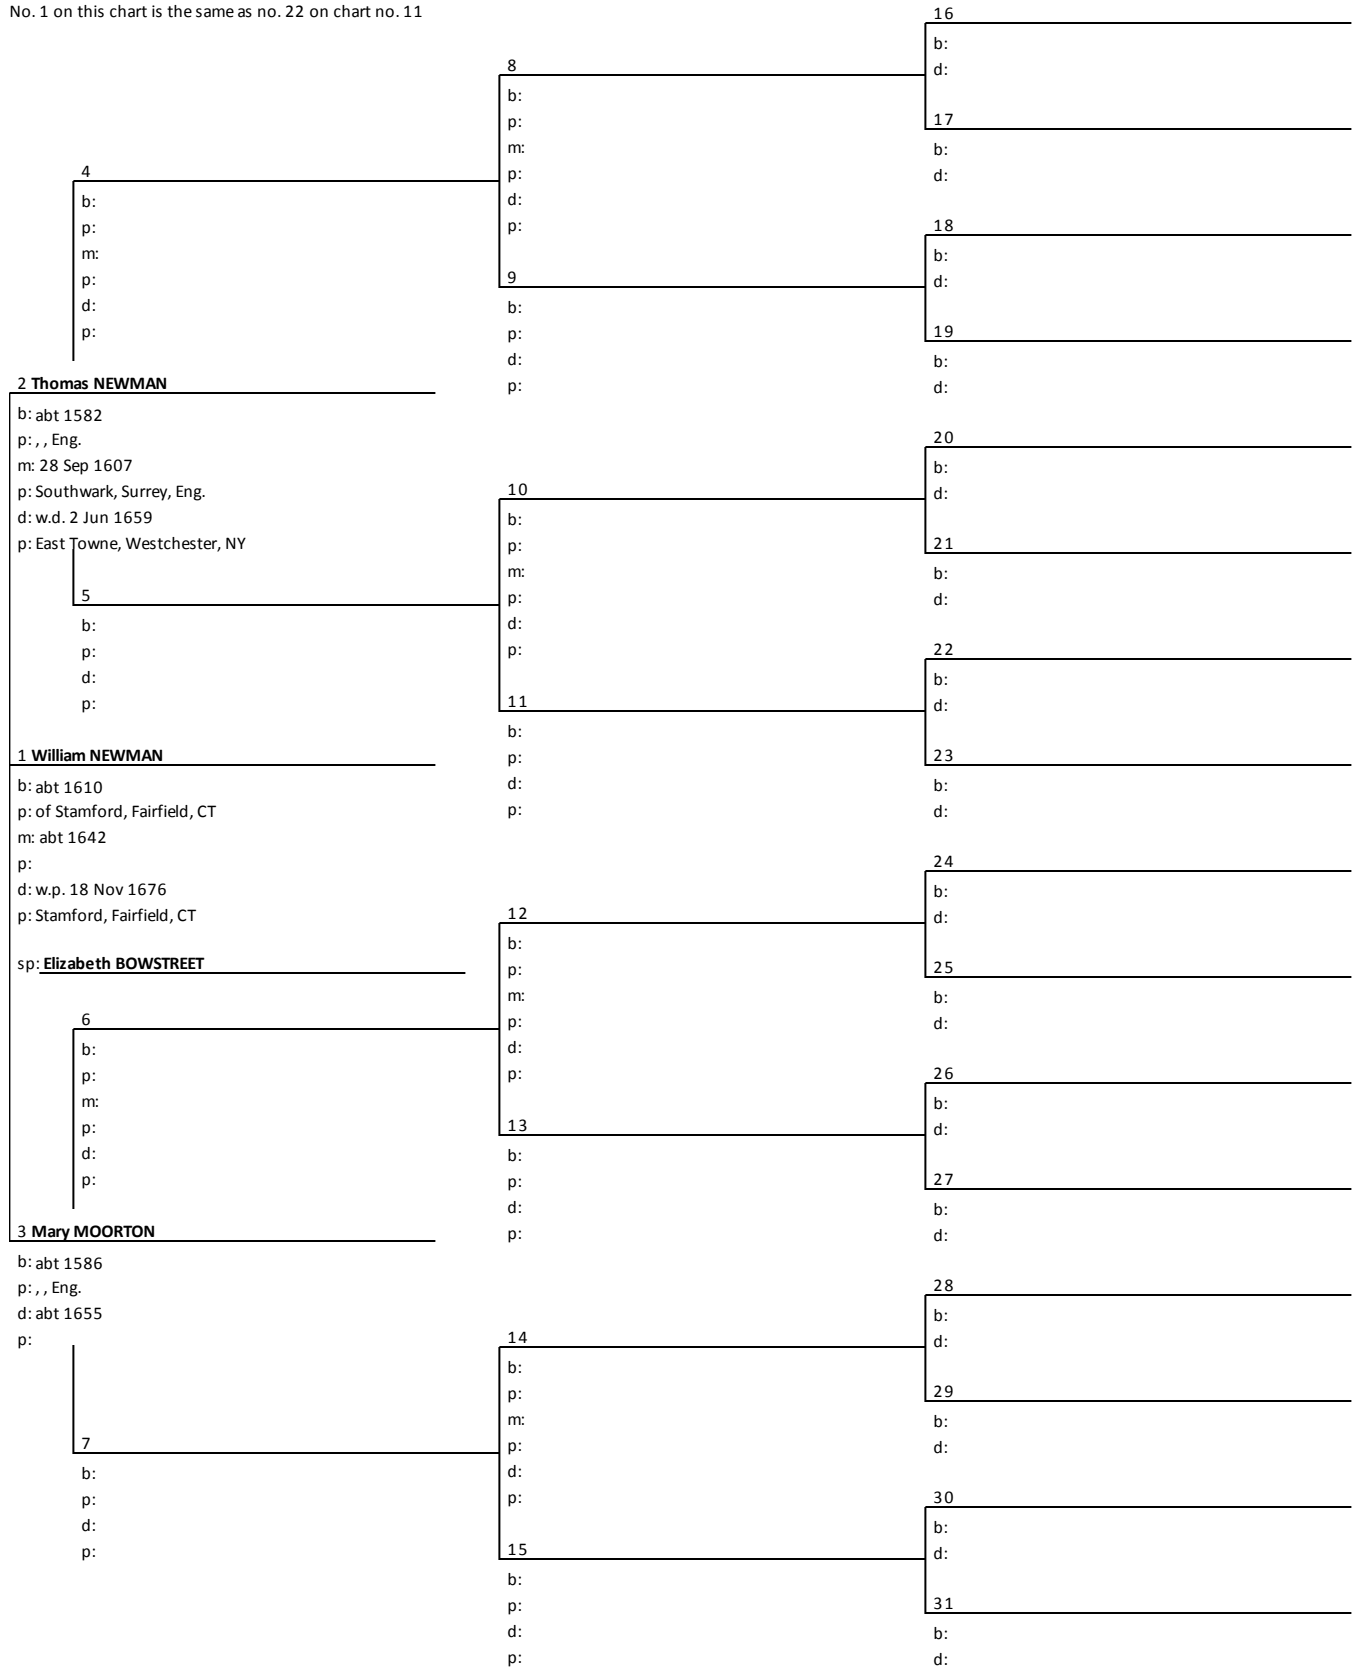 No. 1 on this chart is the same as no. 22 on chart no. 11
16
b:
d:
8
b:
p:
m:
p:
d:
p:
17
b:
d:
4
b:
p:
m:
p:
d:
p:
18
b:
d:
9
b:
p:
d:
p:
19
b:
d:
2 Thomas NEWMAN
b: abt 1582
p: , , Eng.
m: 28 Sep 1607
p: Southwark, Surrey, Eng.
d: w.d. 2 Jun 1659
p: East Towne, Westchester, NY
20
b:
d:
10
b:
p:
m:
p:
d:
p:
21
b:
d:
5
b:
p:
d:
p:
22
b:
d:
11
b:
p:
d:
p:
23
b:
d:
1 William NEWMAN
b: abt 1610
p: of Stamford, Fairfield, CT
m: abt 1642
p:
d: w.p. 18 Nov 1676
p: Stamford, Fairfield, CT
sp: Elizabeth BOWSTREET
24
b:
d:
12
b:
p:
m:
p:
d:
p:
25
b:
d:
6
b:
p:
m:
p:
d:
p:
26
b:
d:
13
b:
p:
d:
p:
27
b:
d:
3 Mary MOORTON
b: abt 1586
p: , , Eng.
d: abt 1655
p:
28
b:
d:
14
b:
p:
m:
p:
d:
p:
29
b:
d:
7
b:
p:
d:
p:
30
b:
d:
15
b:
p:
d:
p:
31
b:
d: